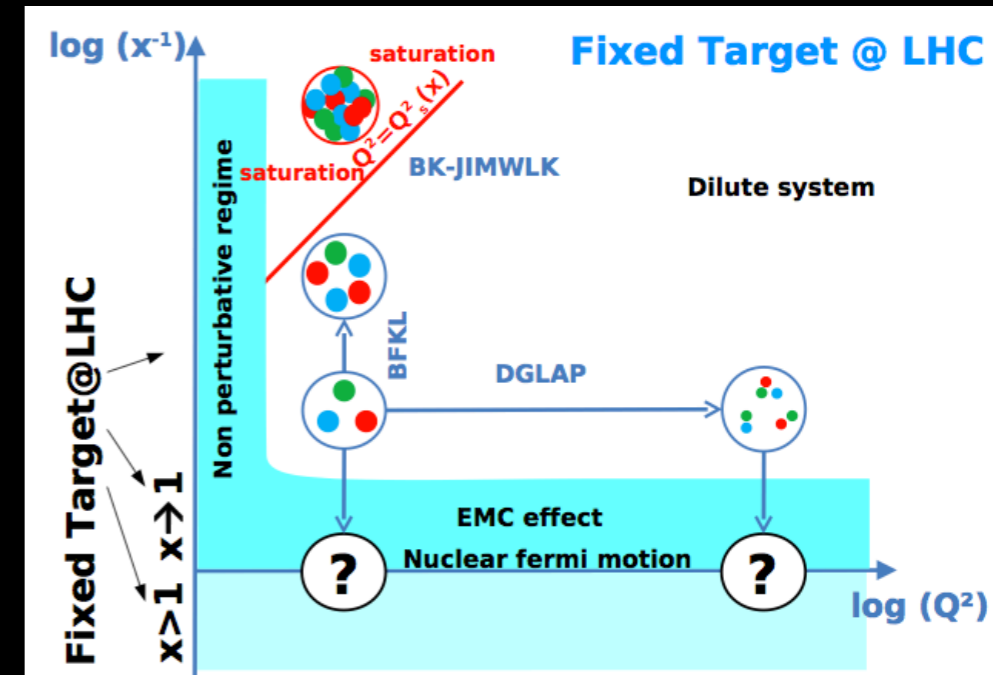 log (x⁻¹)
Fixed Target @ LHC
saturation
Q²=Q²ₛ(x)
saturation
BK-JIMWLK
Dilute system
Non perturbative regime
BFKL
DGLAP
Fixed Target@LHC
x>1 x→1
EMC effect
Nuclear fermi motion
?
?
log (Q²)